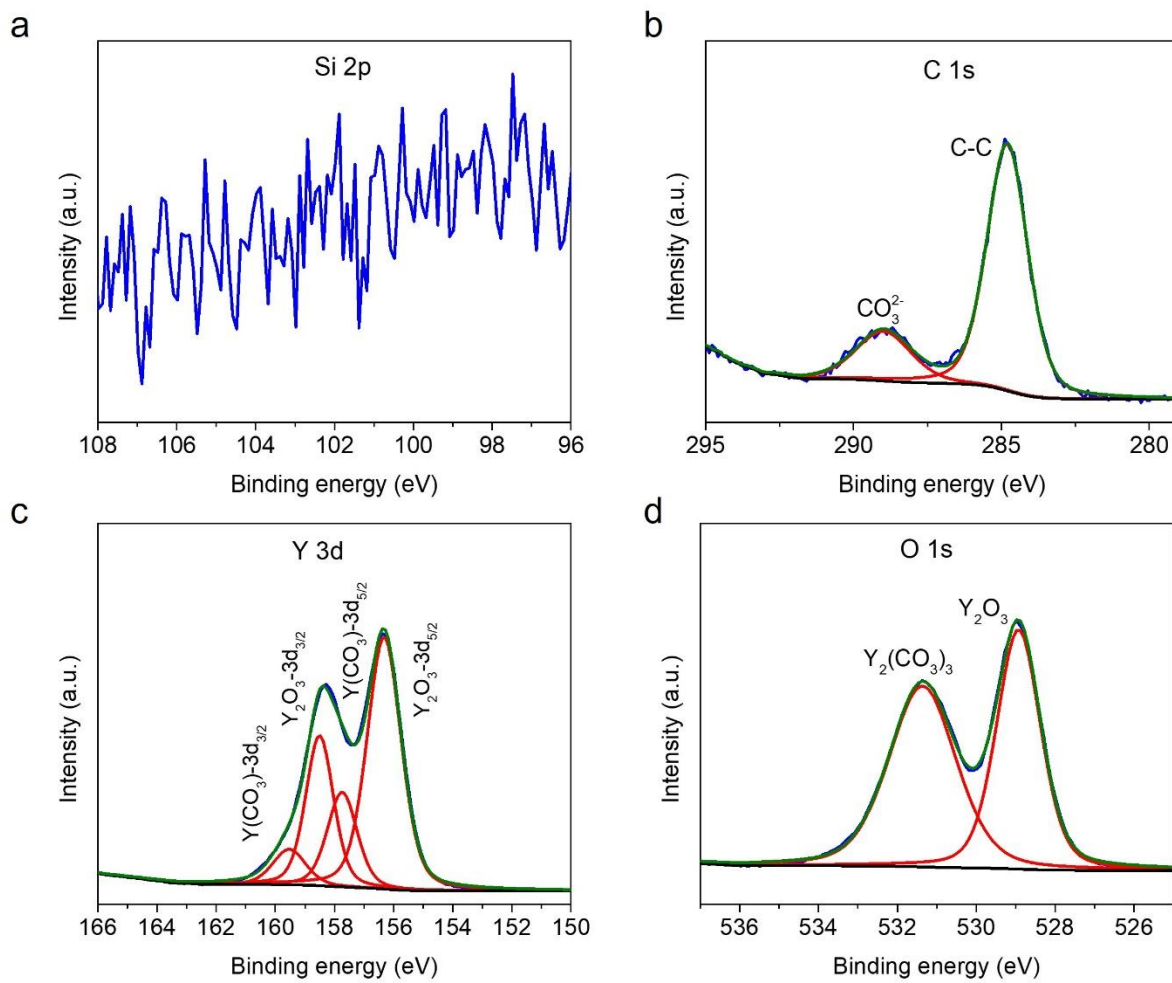 a
Si 2p
Intensity (a.u.)
108 106 104 102 100 98 96
Binding energy (eV)
b
C 1s
C-C
CO₃²⁻
Intensity (a.u.)
295 290 285 280
Binding energy (eV)
c
Y 3d
Y(CO₃)-3d₃/₂
Y₂O₃-3d₃/₂
Y(CO₃)-3d₅/₂
Y₂O₃-3d₅/₂
Intensity (a.u.)
166 164 162 160 158 156 154 152 150
Binding energy (eV)
d
O 1s
Y₂O₃
Y₂(CO₃)₃
Intensity (a.u.)
536 534 532 530 528 526
Binding energy (eV)